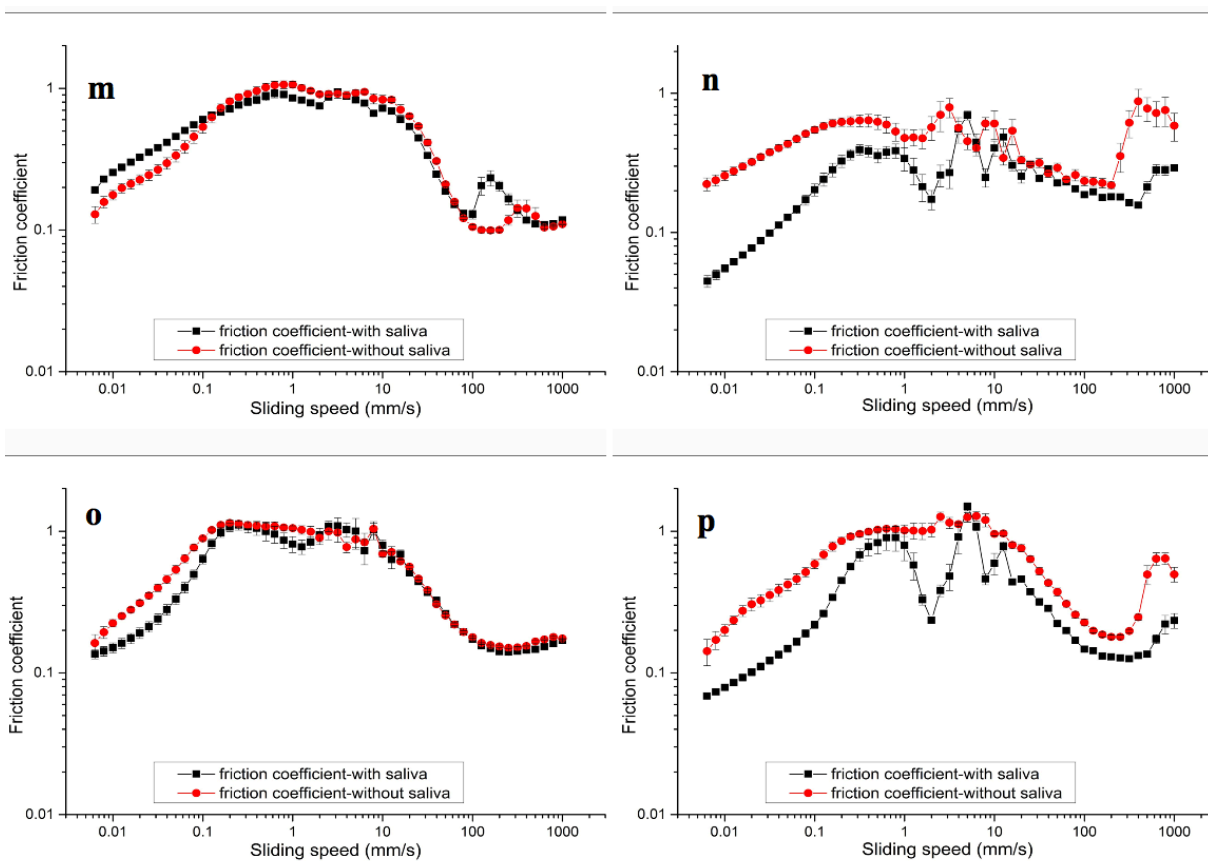 m
1
0.1
0.01
Friction coefficient
friction coefficient-with saliva
friction coefficient-without saliva
0.01 0.1 1 10 100 1000
Sliding speed (mm/s)
n
1
0.1
0.01
Friction coefficient
friction coefficient-with saliva
friction coefficient-without saliva
0.01 0.1 1 10 100 1000
Sliding speed (mm/s)
o
1
0.1
0.01
Friction coefficient
friction coefficient-with saliva
friction coefficient-without saliva
0.01 0.1 1 10 100 1000
Sliding speed (mm/s)
p
1
0.1
0.01
Friction coefficient
friction coefficient-with saliva
friction coefficient-without saliva
0.01 0.1 1 10 100 1000
Sliding speed (mm/s)